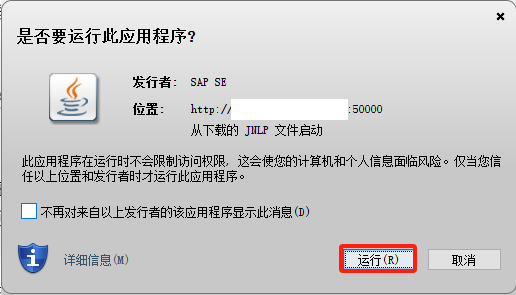 是否要运行此应用程序?
发行者: SAP SE
位置: http:// :50000
从下载的 JNLP 文件启动
此应用程序在运行时不会限制访问权限, 这会使您的计算机和个人信息面临风险。仅当您信
任以上位置和发行者时才运行此应用程序。
不再对来自以上发行者的该应用程序显示此消息(D)
详细信息(M)
运行(R)
取消